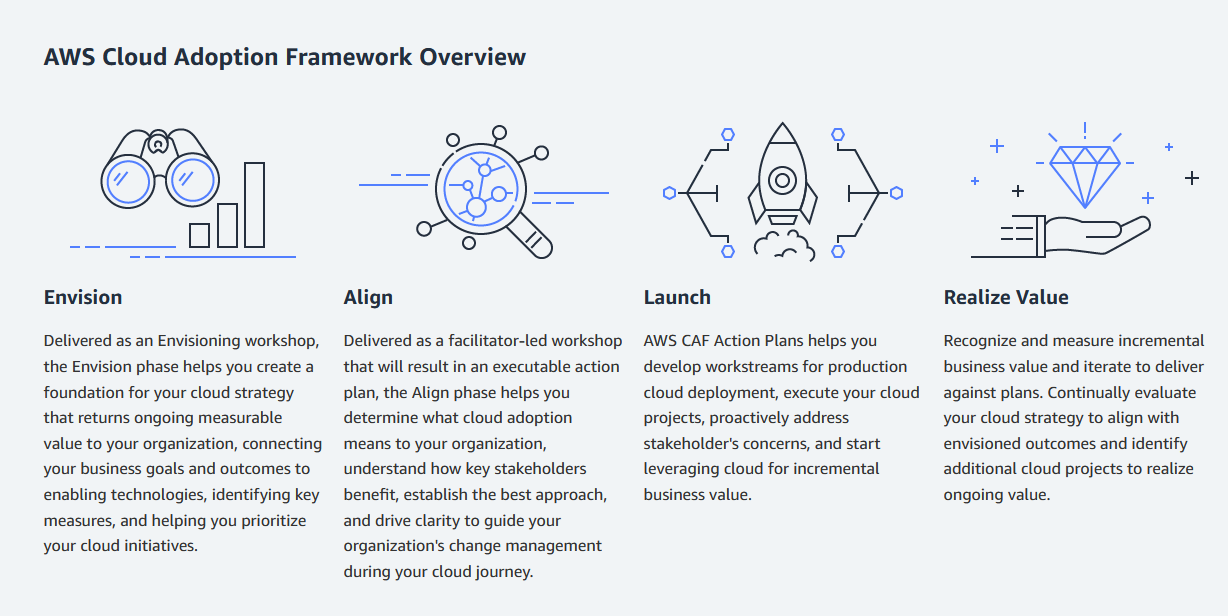 AWS Cloud Adoption Framework Overview
Envision
Delivered as an Envisioning workshop,
the Envision phase helps you create a
foundation for your cloud strategy
that returns ongoing measurable
value to your organization, connecting
your business goals and outcomes to
enabling technologies, identifying key
measures, and helping you prioritize
your cloud initiatives.
Align
Delivered as a facilitator-led workshop
that will result in an executable action
plan, the Align phase helps you
determine what cloud adoption
means to your organization,
understand how key stakeholders
benefit, establish the best approach,
and drive clarity to guide your
organization's change management
during your cloud journey.
Launch
AWS CAF Action Plans helps you
develop workstreams for production
cloud deployment, execute your cloud
projects, proactively address
stakeholder's concerns, and start
leveraging cloud for incremental
business value.
Realize Value
Recognize and measure incremental
business value and iterate to deliver
against plans. Continually evaluate
your cloud strategy to align with
envisioned outcomes and identify
additional cloud projects to realize
ongoing value.